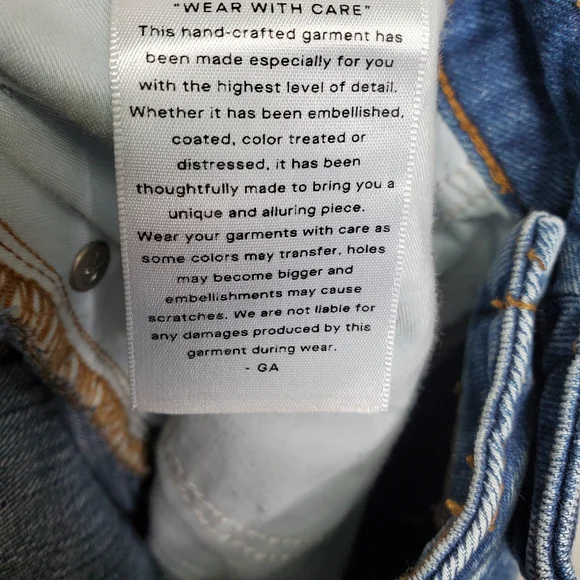 "WEAR WITH CARE"
This hand-crafted garment has
been made especially for you
with the highest level of detail.
Whether it has been embellished,
coated, color treated or
distressed, it has been
thoughtfully made to bring you a
unique and alluring piece.
Wear your garments with care as
some colors may transfer, holes
may become bigger and
embellishments may cause
scratches. We are not liable for
any damages produced by this
garment during wear.
- GA